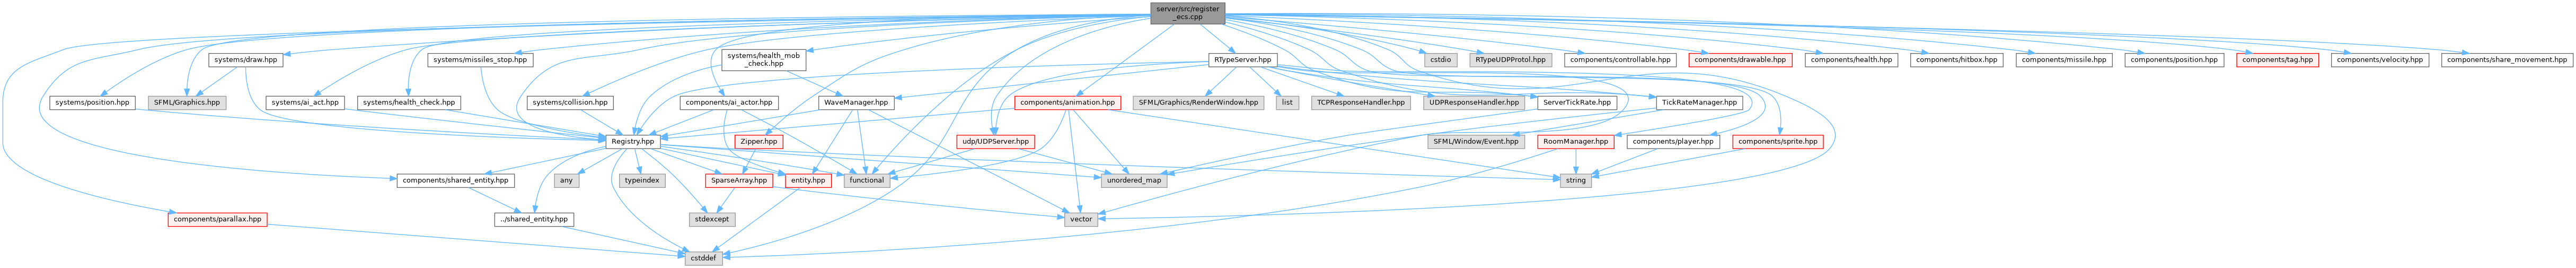 server/src/register
_ecs.cpp
systems/draw.hpp
systems/missiles_stop.hpp
systems/health_mob
_check.hpp
RTypeServer.hpp
cstdio
RTypeUDPProtol.hpp
components/controllable.hpp
components/drawable.hpp
components/health.hpp
components/hitbox.hpp
components/missile.hpp
components/position.hpp
components/tag.hpp
components/velocity.hpp
components/share_movement.hpp
systems/position.hpp
SFML/Graphics.hpp
systems/ai_act.hpp
systems/health_check.hpp
systems/collision.hpp
components/ai_actor.hpp
WaveManager.hpp
components/animation.hpp
SFML/Graphics/RenderWindow.hpp
list
TCPResponseHandler.hpp
UDPResponseHandler.hpp
ServerTickRate.hpp
TickRateManager.hpp
Registry.hpp
Zipper.hpp
udp/UDPServer.hpp
SFML/Window/Event.hpp
RoomManager.hpp
components/player.hpp
components/sprite.hpp
components/shared_entity.hpp
any
typeindex
SparseArray.hpp
entity.hpp
functional
unordered_map
string
components/parallax.hpp
../shared_entity.hpp
stdexcept
vector
cstddef